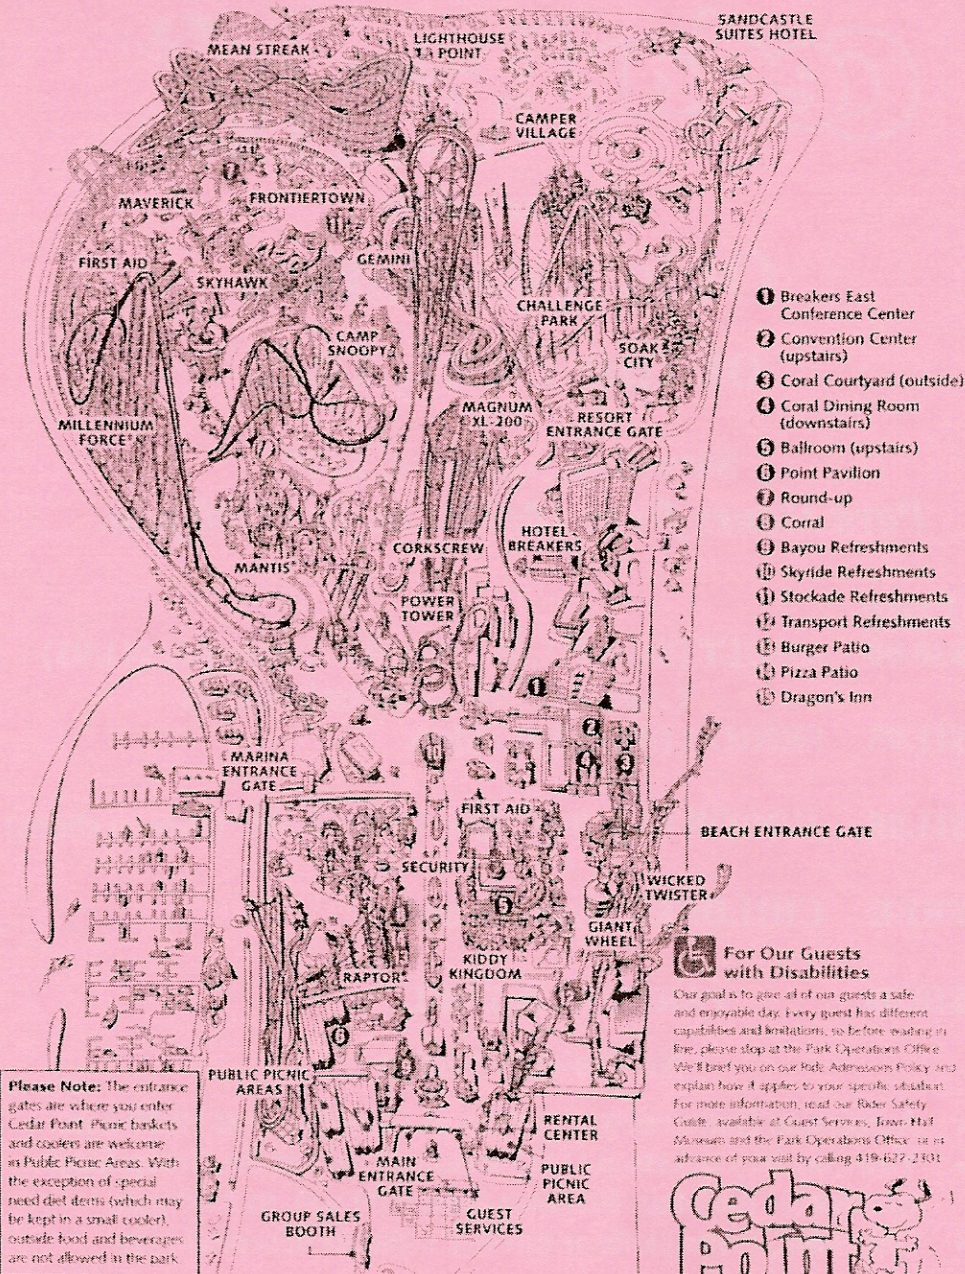 SANDCASTLE
SUITES HOTEL
MEAN STREAK
LIGHTHOUSE
POINT
CAMPER
VILLAGE
MAVERICK
FRONTIERTOWN
FIRST AID
GEMINI
SKYHAWK
CHALLENGE
PARK
CAMP
SNOOPY
SOAK
CITY
MILLENNIUM
FORCE
MAGNUM
XL-200
RESORT
ENTRANCE GATE
HOTEL
BREAKERS
CORKSCREW
MANTIS
POWER
TOWER
1 Breakers East
Conference Center
2 Convention Center
(upstairs)
3 Coral Courtyard (outside)
4 Coral Dining Room
(downstairs)
5 Ballroom (upstairs)
6 Point Pavilion
7 Round-up
8 Corral
9 Bayou Refreshments
10 Skyride Refreshments
11 Stockade Refreshments
12 Transport Refreshments
Burger Patio
Pizza Patio
Dragon's Inn
1
2
4
3
MARINA
ENTRANCE
GATE
FIRST AID
BEACH ENTRANCE GATE
SECURITY
WICKED
TWISTER
6
GIANT
WHEEL
KIDDY
KINGDOM
RAPTOR
PUBLIC PICNIC
AREAS
RENTAL
CENTER
MAIN
ENTRANCE
GATE
PUBLIC
PICNIC
AREA
GROUP SALES
BOOTH
GUEST
SERVICES
For Our Guests
with Disabilities
Our goal is to give all of our guests a safe
and enjoyable day. Every guest has different
capabilities and limitations, so before waiting in
line, please stop at the Park Operations Office.
We'll brief you on our Ride Admissions Policy and
explain how it applies to your specific situation.
For more information, read our Rider Safety
Guide, available at Guest Services, Town Hall
Museum and the Park Operations Office or in
advance of your visit by calling 419-627-2301
Please Note: The entrance
gates are where you enter
Cedar Point. Picnic baskets
and coolers are welcome
in Public Picnic Areas. With
the exception of special
need diet items (which may
be kept in a small cooler),
outside food and beverages
are not allowed in the park
Cedar
Point